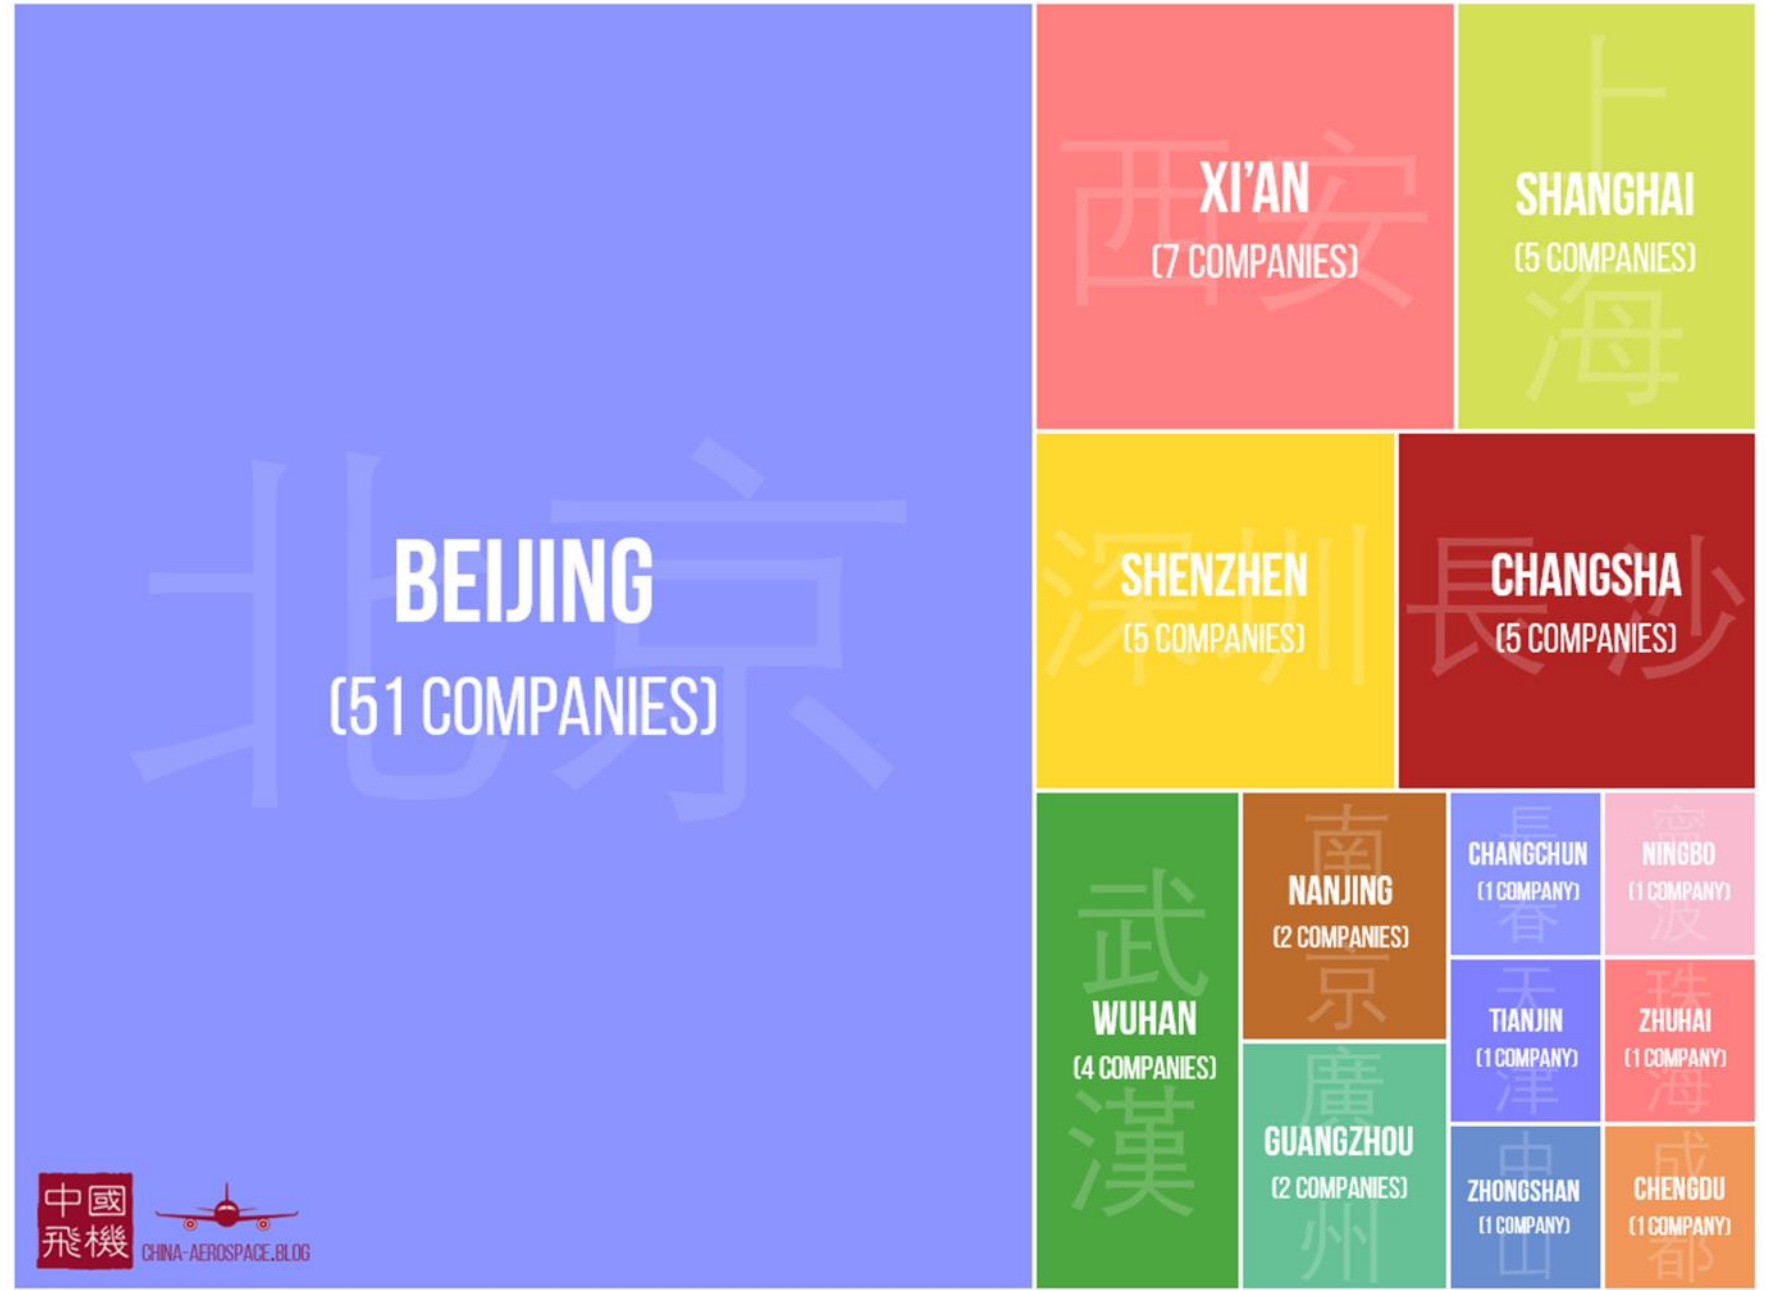 北京
BEIJING
(51 COMPANIES)
西安
XI'AN
(7 COMPANIES)
上海
SHANGHAI
(5 COMPANIES)
深圳
SHENZHEN
(5 COMPANIES)
長沙
CHANGSHA
(5 COMPANIES)
武漢
WUHAN
(4 COMPANIES)
南京
NANJING
(2 COMPANIES)
廣州
GUANGZHOU
(2 COMPANIES)
長春
CHANGCHUN
(1 COMPANY)
寧波
NINGBO
(1 COMPANY)
天津
TIANJIN
(1 COMPANY)
珠海
ZHUHAI
(1 COMPANY)
中山
ZHONGSHAN
(1 COMPANY)
成都
CHENGDU
(1 COMPANY)
中國
飛機
CHINA-AEROSPACE.BLOG